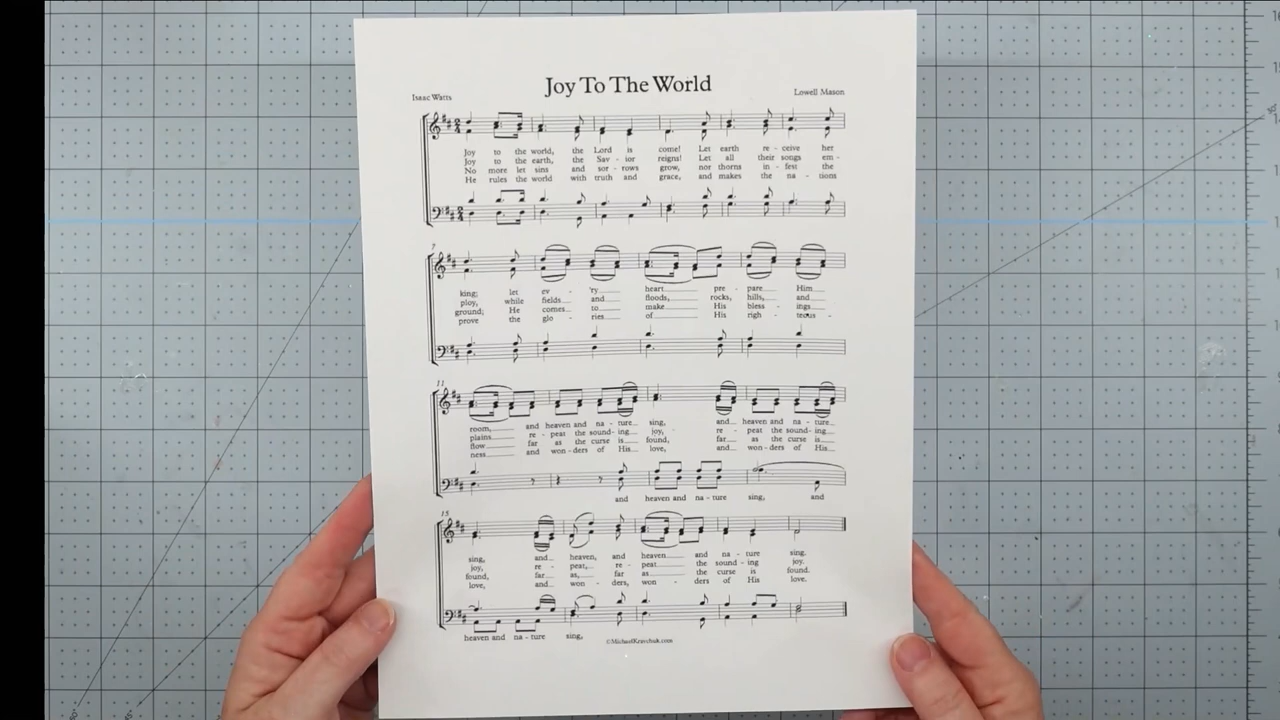 Joy To The World
Isaac Watts
Lowell Mason
Joy to the world, the Lord is come! Let earth re - ceive her
Joy to the earth, the Sav - ior reigns! Let all their songs em -
No more let sins and sor - rows grow, nor thorns in - fest the
He rules the world with truth and grace, and makes the na - tions
7
king; let ev - 'ry heart pre - pare Him
ploy, while fields and floods, rocks, hills, and
ground; He comes to make His bless - ings
prove the glo - ries of His righ - teous -
11
room, and heaven and na - ture sing, and heaven and na - ture
plains re - peat the sound - ing joy, re - peat the sound - ing
flow far as the curse is found, far as the curse is
ness and won - ders of His love, and won - ders of His
and heaven and na - ture sing, and
15
sing, and heaven, and heaven and na - ture sing.
joy, re - peat, re - peat the sound - ing joy.
found, far as, far as the curse is found.
love, and won - ders, won - ders of His love.
heaven and na - ture sing,
©MichaelKravchuk.com